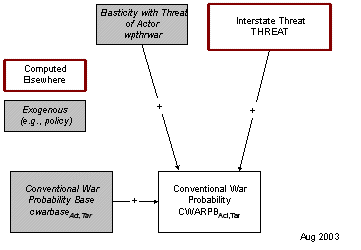 Elasticity with Threat
of Actor
wpthrwar
Interstate Threat
THREAT
Computed
Elsewhere
Exogenous
(e.g., policy)
+
+
Conventional War
Probability Base
cwarbaseAct,Tar
+
Conventional War
Probability
CWARPBAct,Tar
Aug 2003